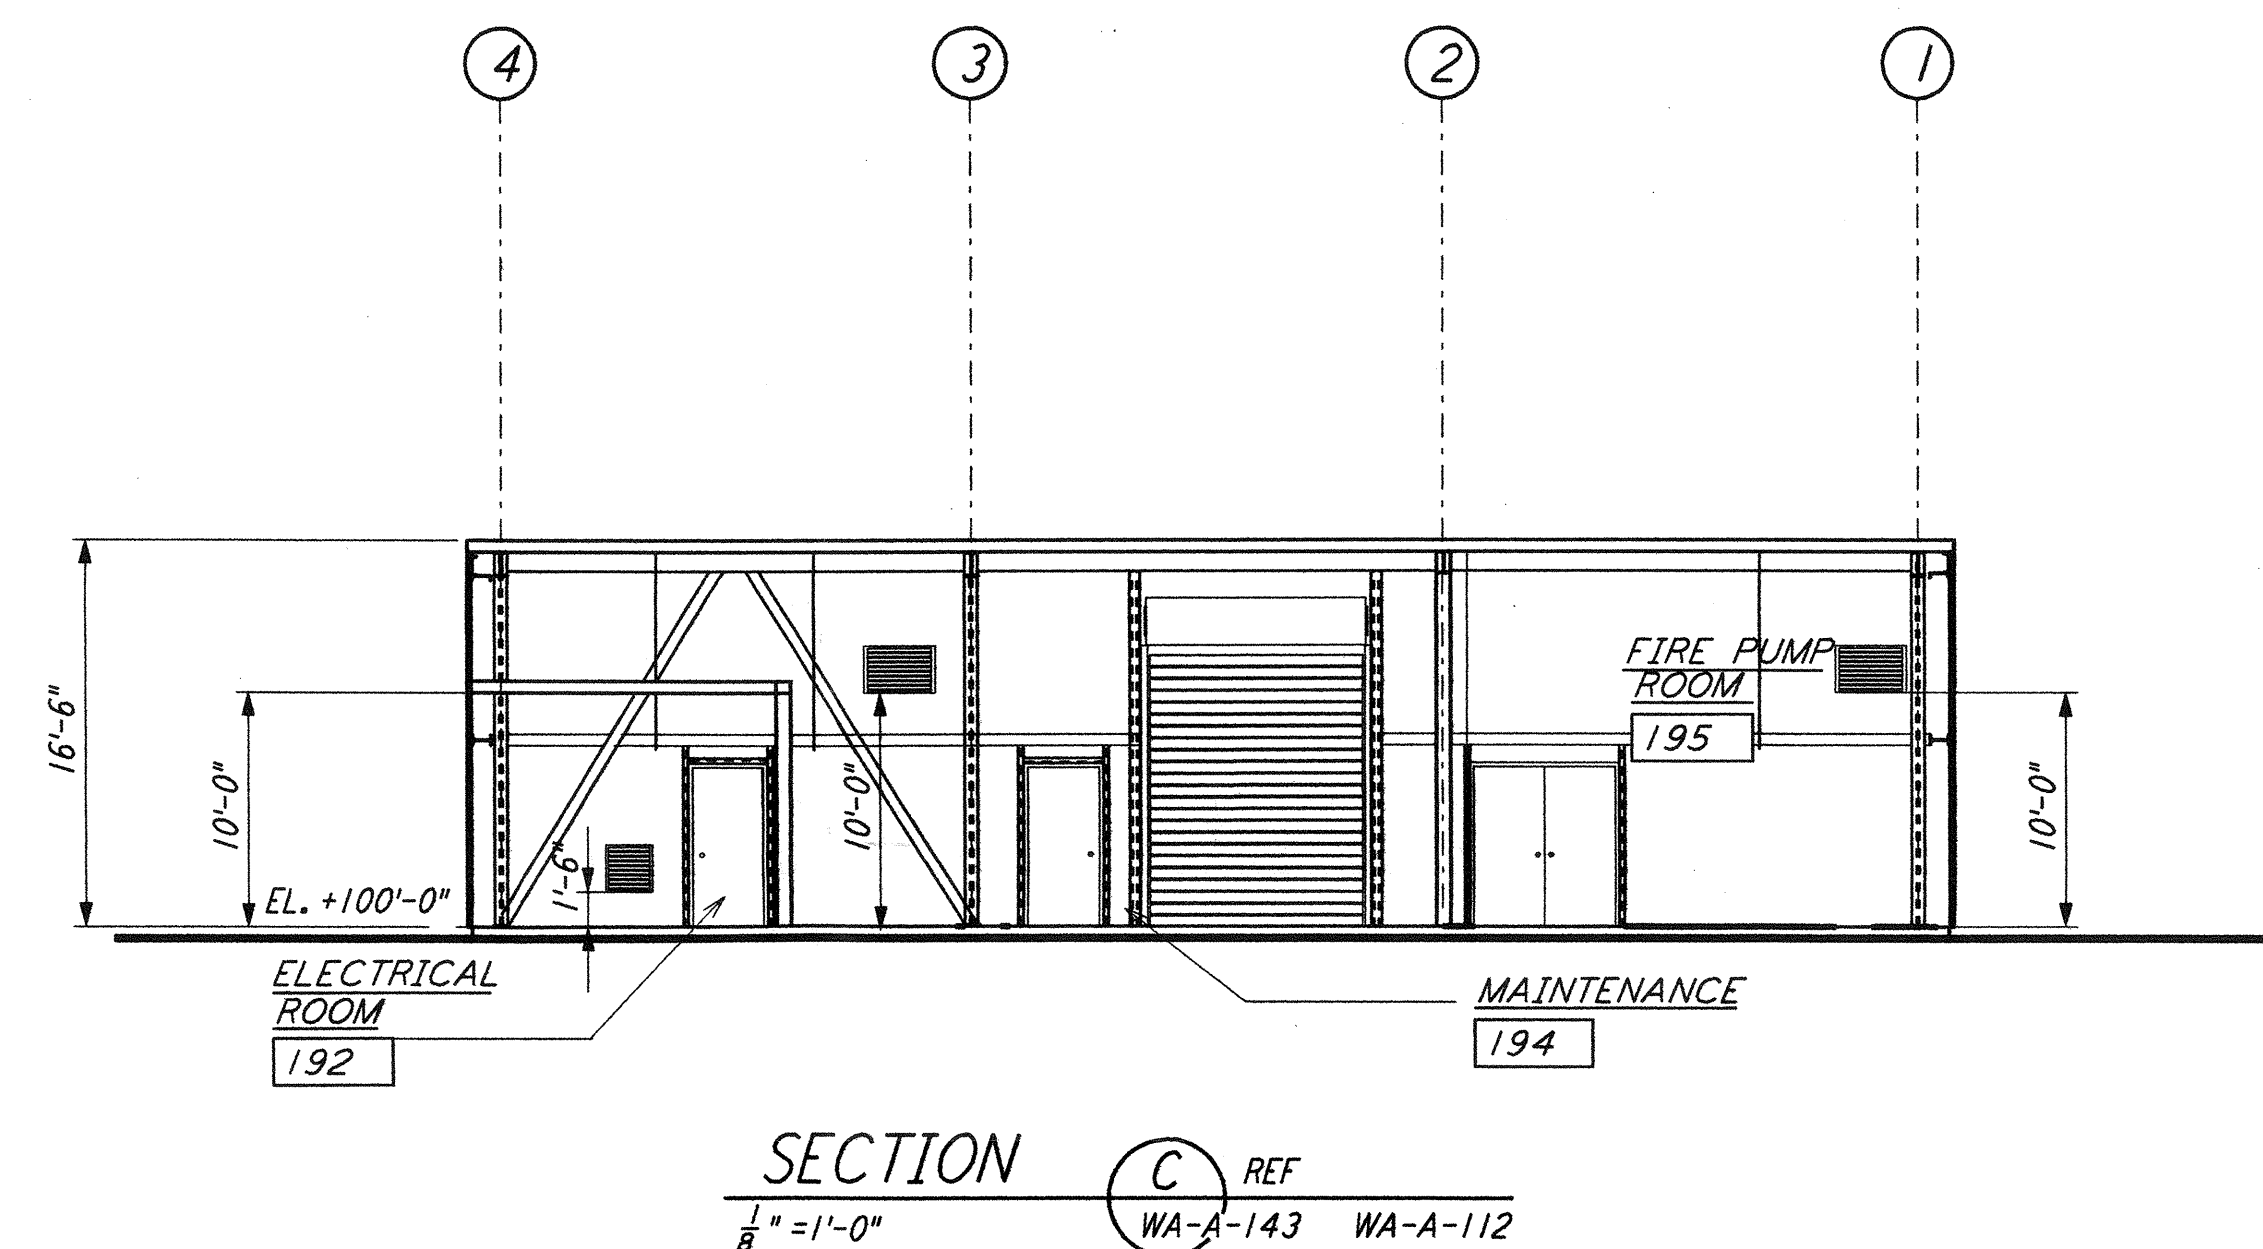 4 3 2 1
FIRE PUMP
ROOM
195
16'-6"
10'-0"
10'-0"
10'-0"
1'-6"
EL. +100'-0"
ELECTRICAL
ROOM
192
MAINTENANCE
194
SECTION C REF
1/8" =1'-0" WA-A-143 WA-A-112